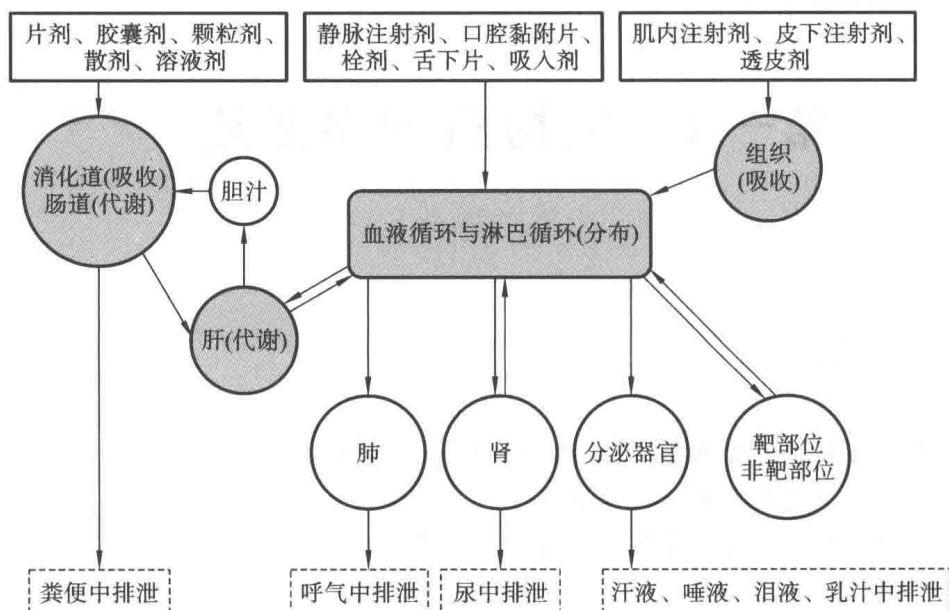 片剂、胶囊剂、颗粒剂、
散剂、溶液剂
静脉注射剂、口腔黏附片、
栓剂、舌下片、吸入剂
肌内注射剂、皮下注射剂、
透皮剂
消化道(吸收)
肠道(代谢)
胆汁
组织
(吸收)
血液循环与淋巴循环(分布)
肝(代谢)
肺
肾
分泌器官
靶部位
非靶部位
粪便中排泄
呼气中排泄
尿中排泄
汗液、唾液、泪液、乳汁中排泄